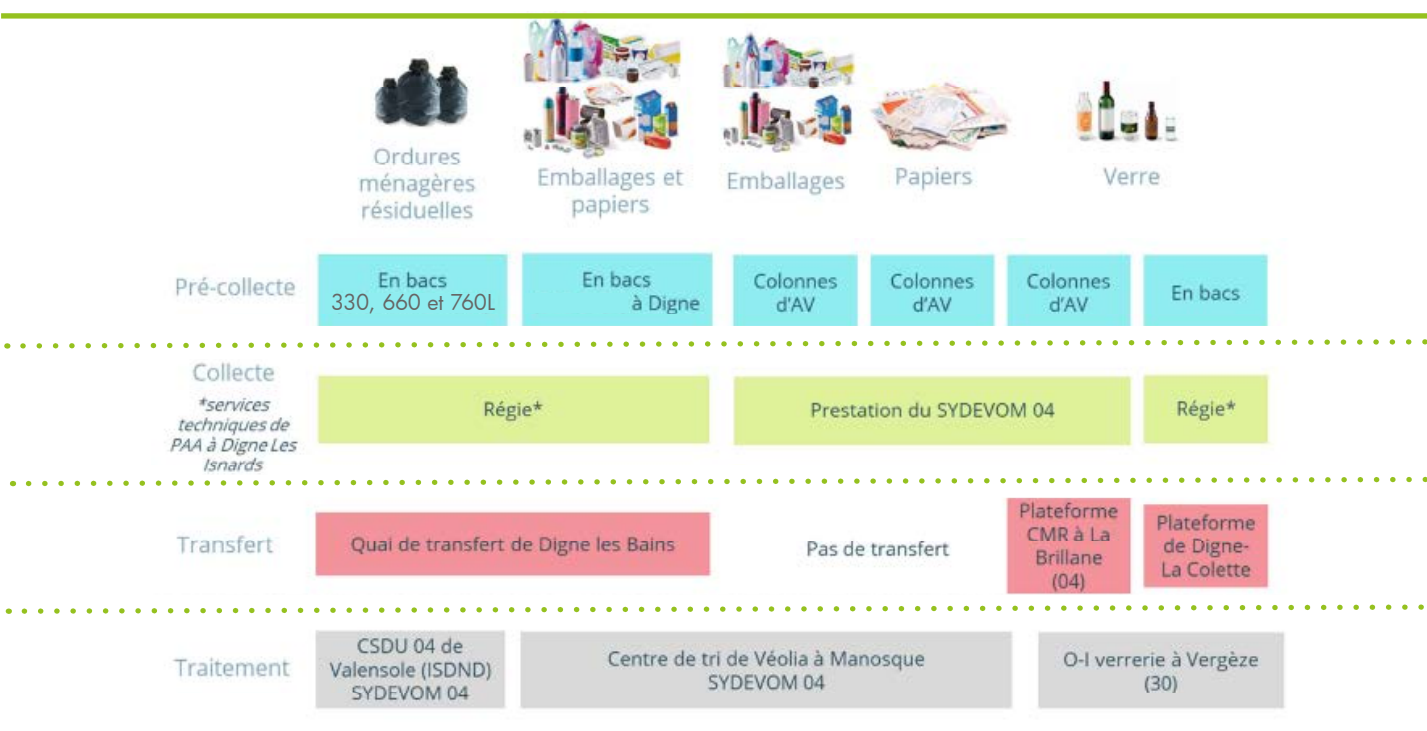 Ordures
ménagères
résiduelles
Emballages et
papiers
Emballages
Papiers
Verre
Pré-collecte
En bacs
330, 660 et 760L
En bacs
à Digne
Colonnes
d'AV
Colonnes
d'AV
Colonnes
d'AV
En bacs
Collecte
*services
techniques de
PAA à Digne Les
Isnards
Régie*
Prestation du SYDEVOM 04
Régie*
Transfert
Quai de transfert de Digne les Bains
Pas de transfert
Plateforme
CMR à La
Brillane
(04)
Plateforme
de Digne-
La Colette
Traitement
CSDU 04 de
Valensole (ISDND)
SYDEVOM 04
Centre de tri de Véolia à Manosque
SYDEVOM 04
O-I verrerie à Vergèze
(30)